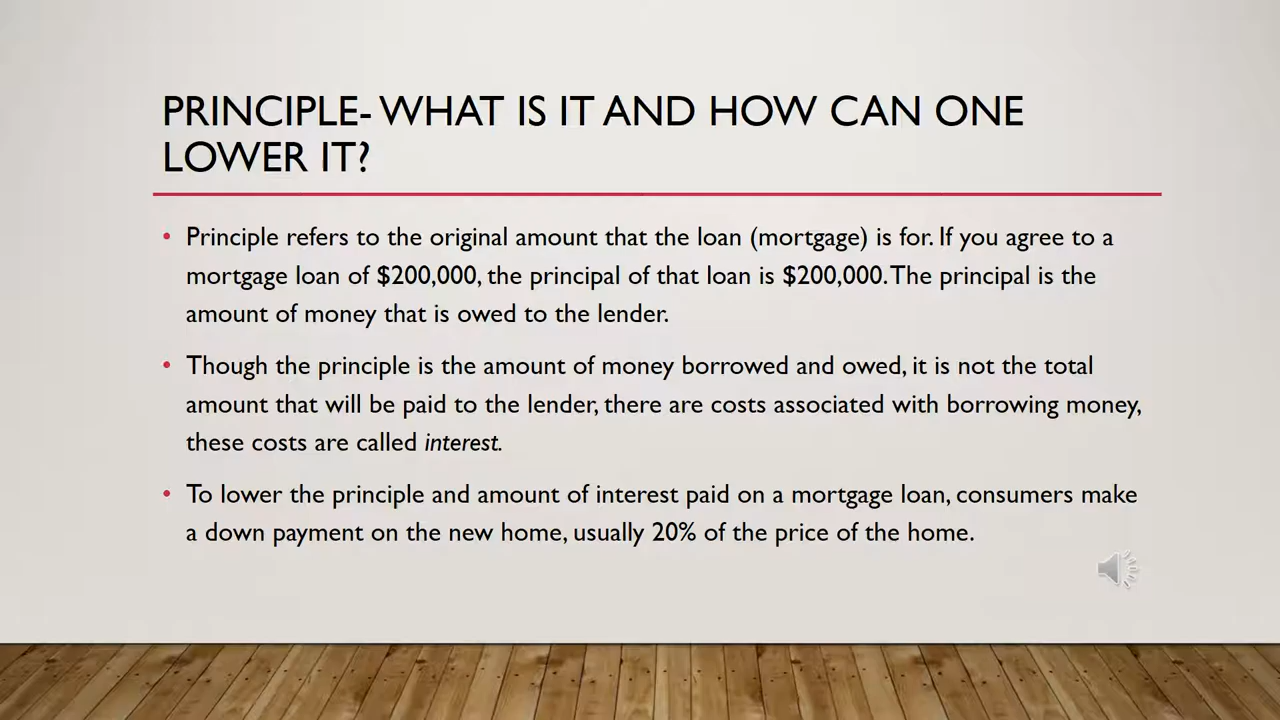 PRINCIPLE- WHAT IS IT AND HOW CAN ONE
LOWER IT?
• Principle refers to the original amount that the loan (mortgage) is for. If you agree to a
mortgage loan of $200,000, the principal of that loan is $200,000. The principal is the
amount of money that is owed to the lender.
• Though the principle is the amount of money borrowed and owed, it is not the total
amount that will be paid to the lender, there are costs associated with borrowing money,
these costs are called interest.
• To lower the principle and amount of interest paid on a mortgage loan, consumers make
a down payment on the new home, usually 20% of the price of the home.